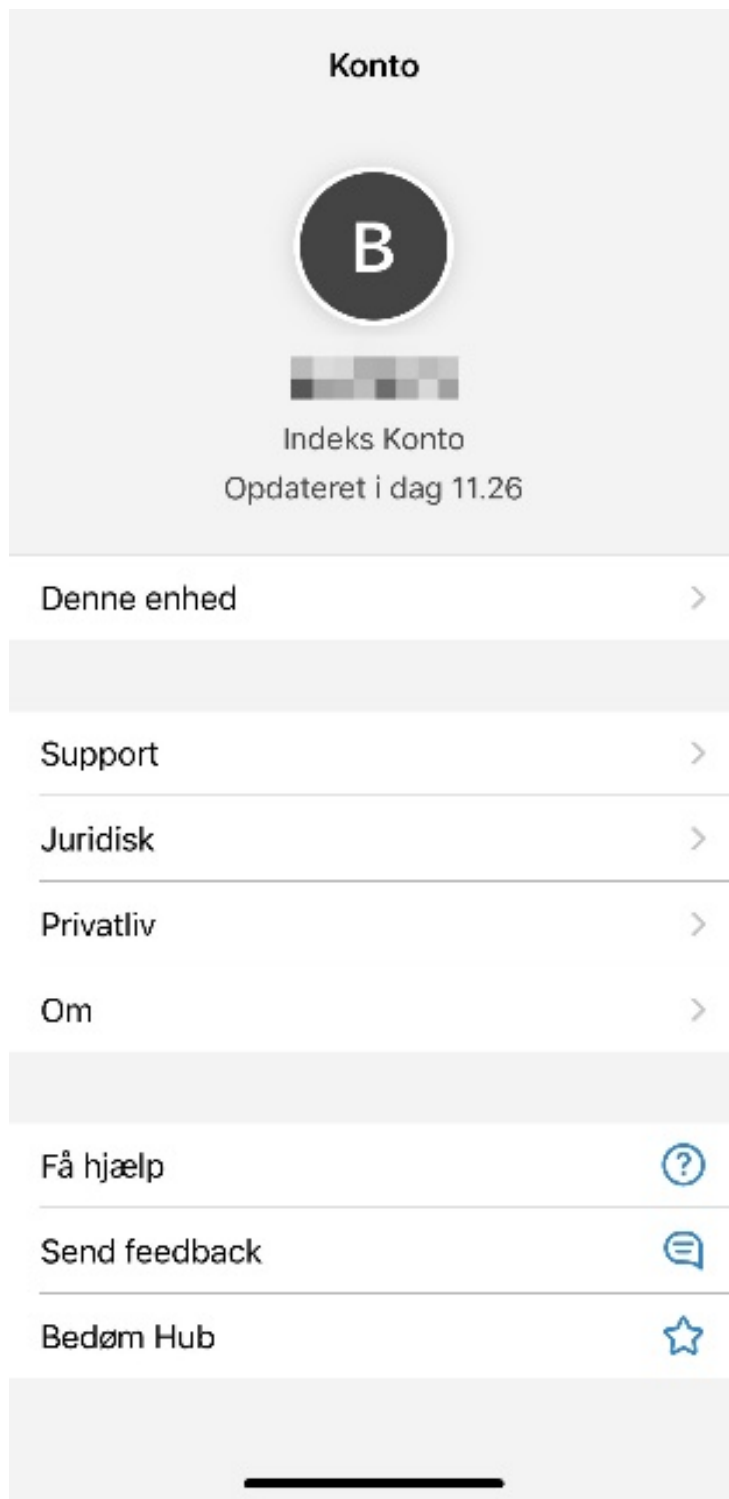 Konto
B
Indeks Konto
Opdateret i dag 11.26
Denne enhed
Support
Juridisk
Privatliv
Om
Få hjælp
Send feedback
Bedøm Hub